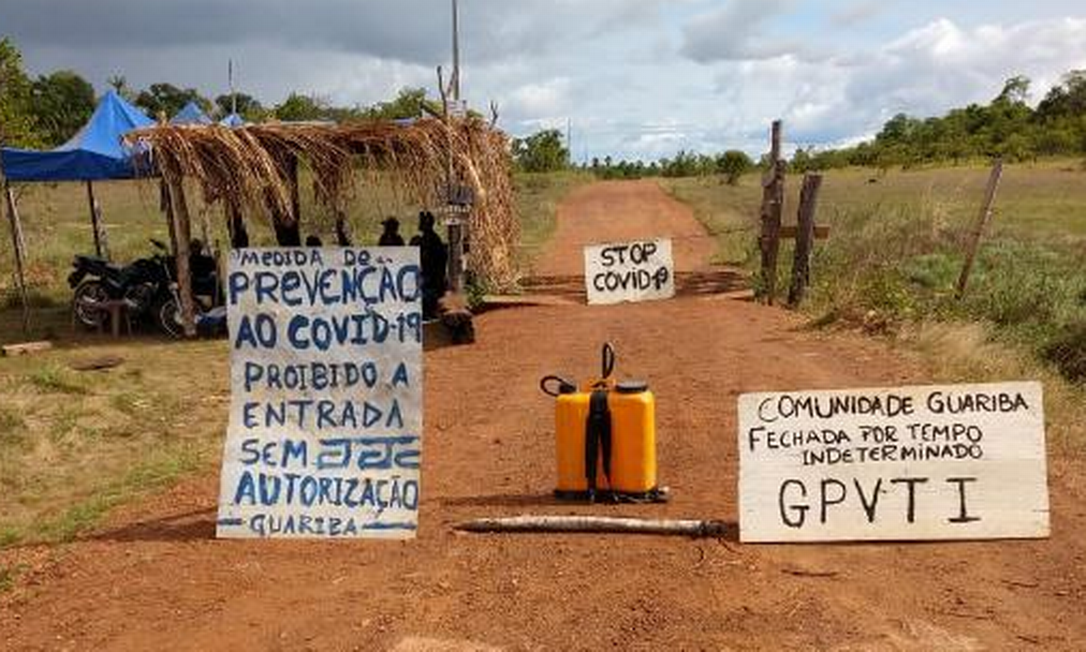 MEDIDA DE..
PREVENÇÃO
AO COVID-19
PROIBIDO A
ENTRADA
SEM
AUTORIZAÇÃO
- GUARIBA -
STOP
COVID-19
COMUNIDADE GUARIBA
FECHADA POR TEMPO
INDETERMINADO
GPVTI